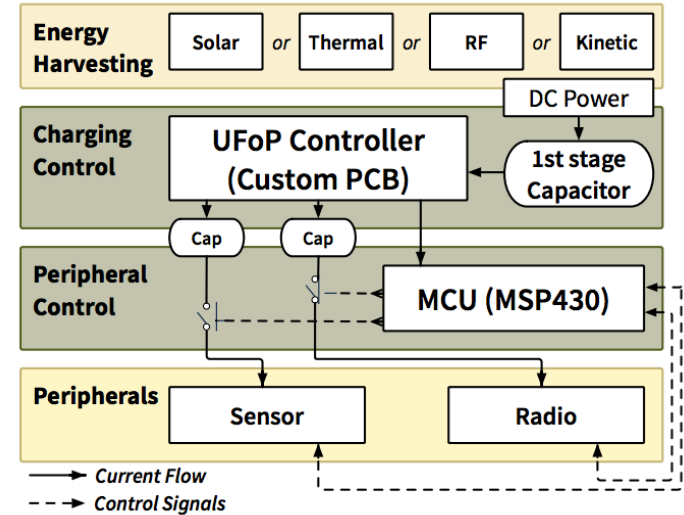 Energy
Harvesting
Solar or Thermal or RF or Kinetic
DC Power
Charging
Control
UFoP Controller
(Custom PCB)
1st stage
Capacitor
Cap
Cap
Peripheral
Control
MCU (MSP430)
Peripherals
Sensor
Radio
Current Flow
Control Signals